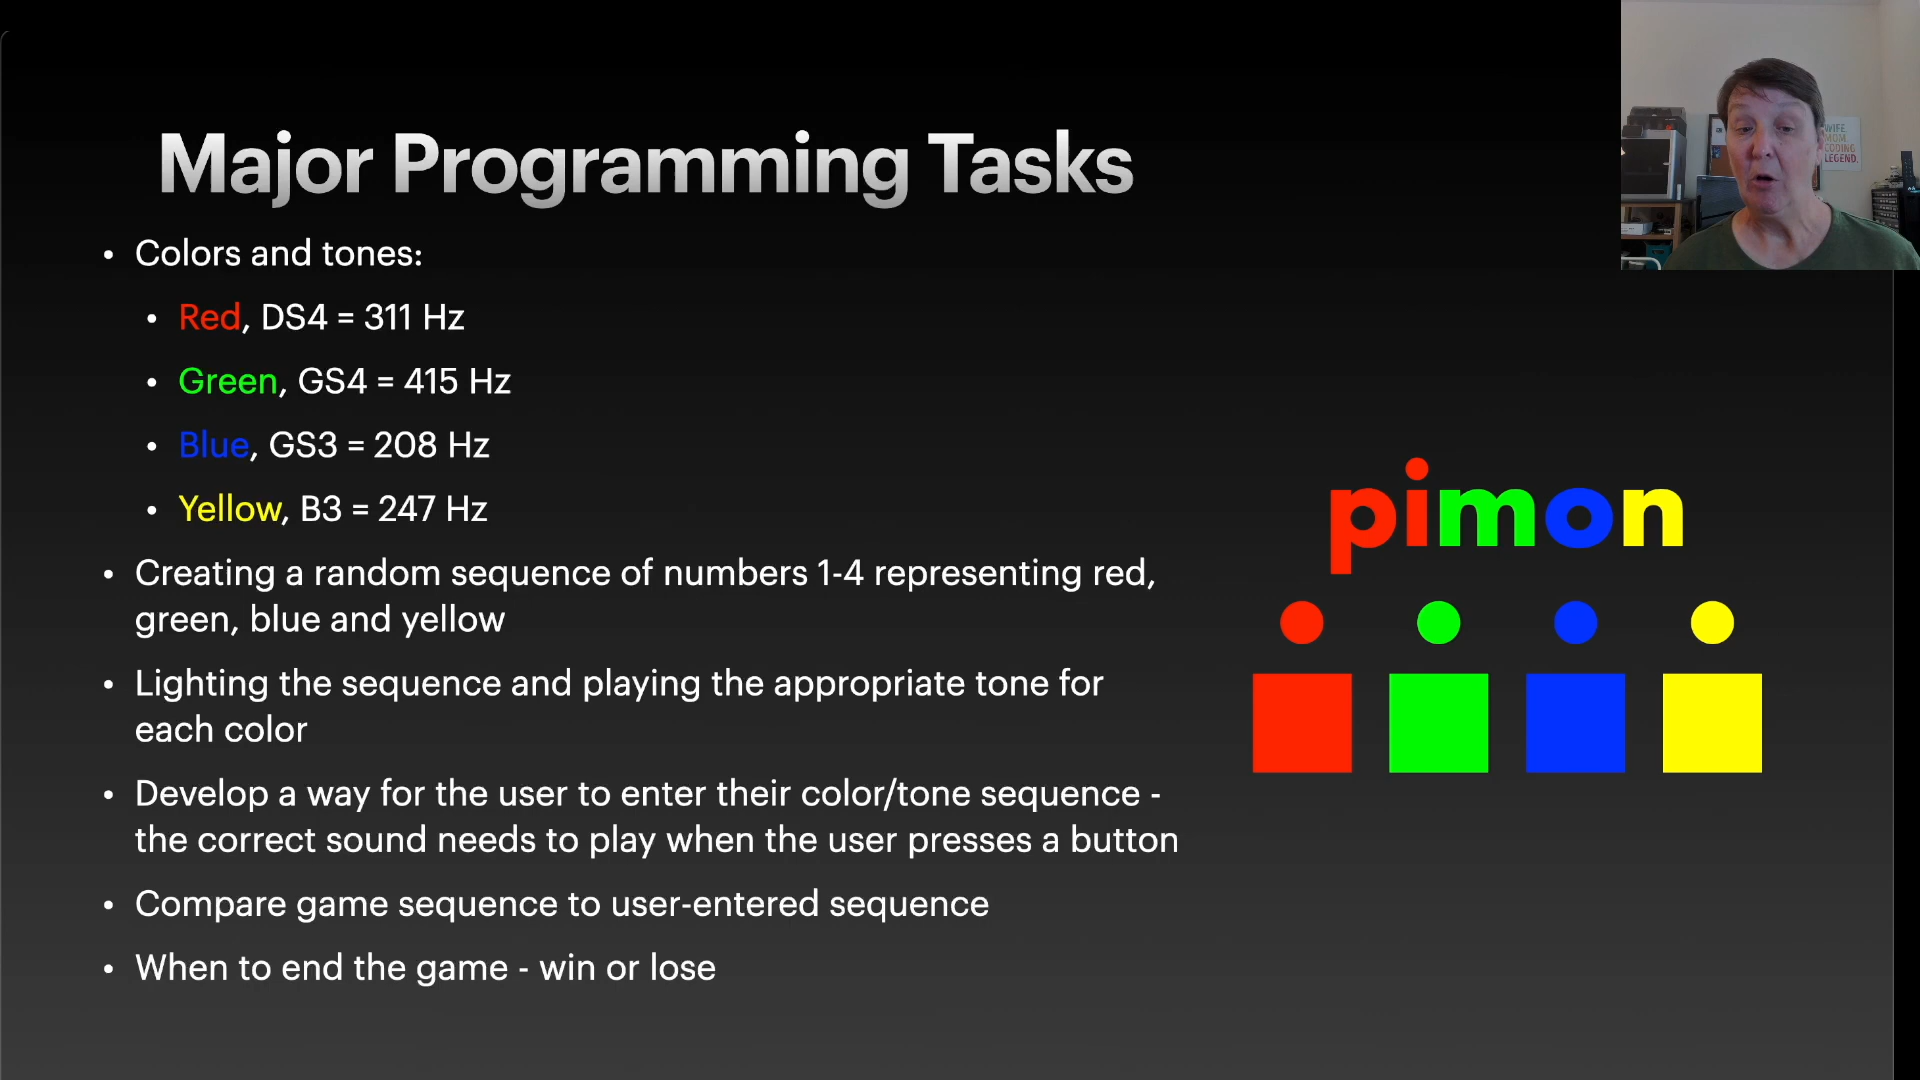 Major Programming Tasks
• Colors and tones:
• Red, DS4 = 311 Hz
• Green, GS4 = 415 Hz
• Blue, GS3 = 208 Hz
• Yellow, B3 = 247 Hz
• Creating a random sequence of numbers 1-4 representing red,
green, blue and yellow
• Lighting the sequence and playing the appropriate tone for
each color
• Develop a way for the user to enter their color/tone sequence -
the correct sound needs to play when the user presses a button
• Compare game sequence to user-entered sequence
• When to end the game - win or lose
pimon
WIFE
MOM
CODING
LEGEND.